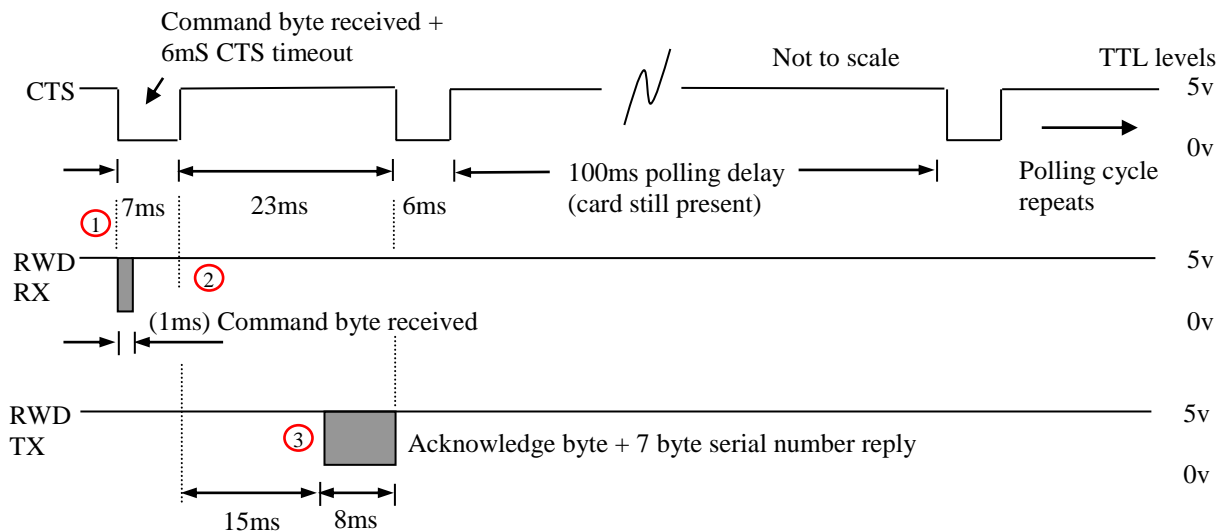 Command byte received +
6mS CTS timeout
Not to scale
TTL levels
CTS
5v
0v
100ms polling delay
(card still present)
Polling cycle
repeats
7ms
23ms
6ms
1
RWD
RX
2
5v
0v
(1ms) Command byte received
RWD
TX
3
Acknowledge byte + 7 byte serial number reply
5v
0v
15ms
8ms